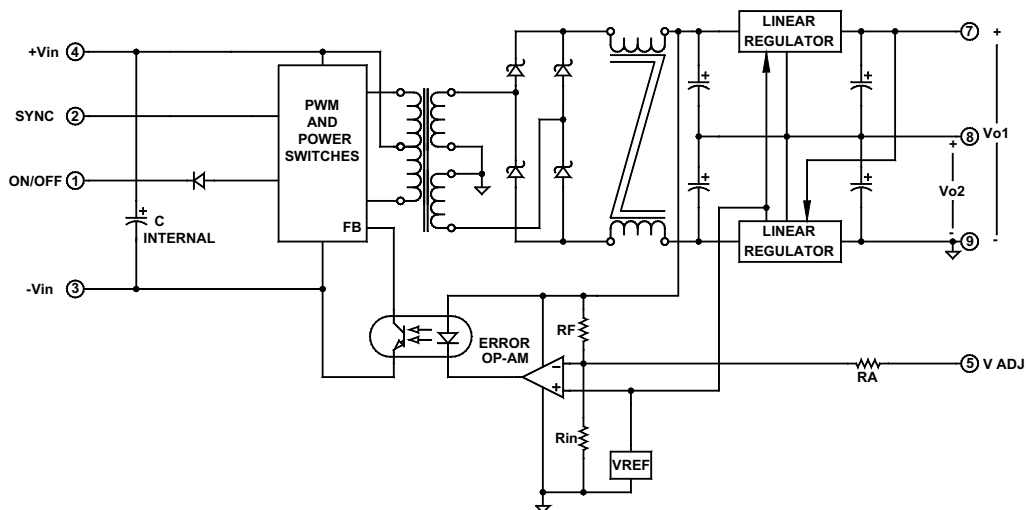 LINEAR
REGULATOR
+Vin 4
7 +
+ +
PWM
AND
POWER
SWITCHES
SYNC 2
8
Vo1
+
Vo2
-
ON/OFF 1
+ +
+
C
INTERNAL
FB
LINEAR
REGULATOR
9 -
-Vin 3
RF
ERROR
OP-AM
−
+
5 V ADJ
RA
Rin
VREF